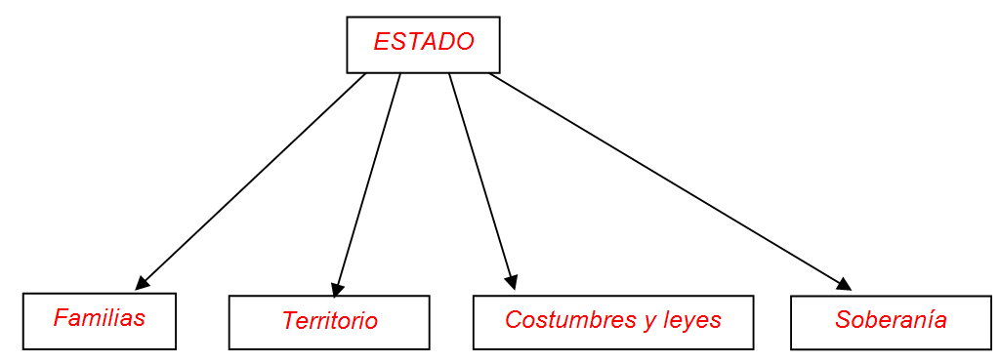 ESTADO
Familias
Territorio
Costumbres y leyes
Soberanía